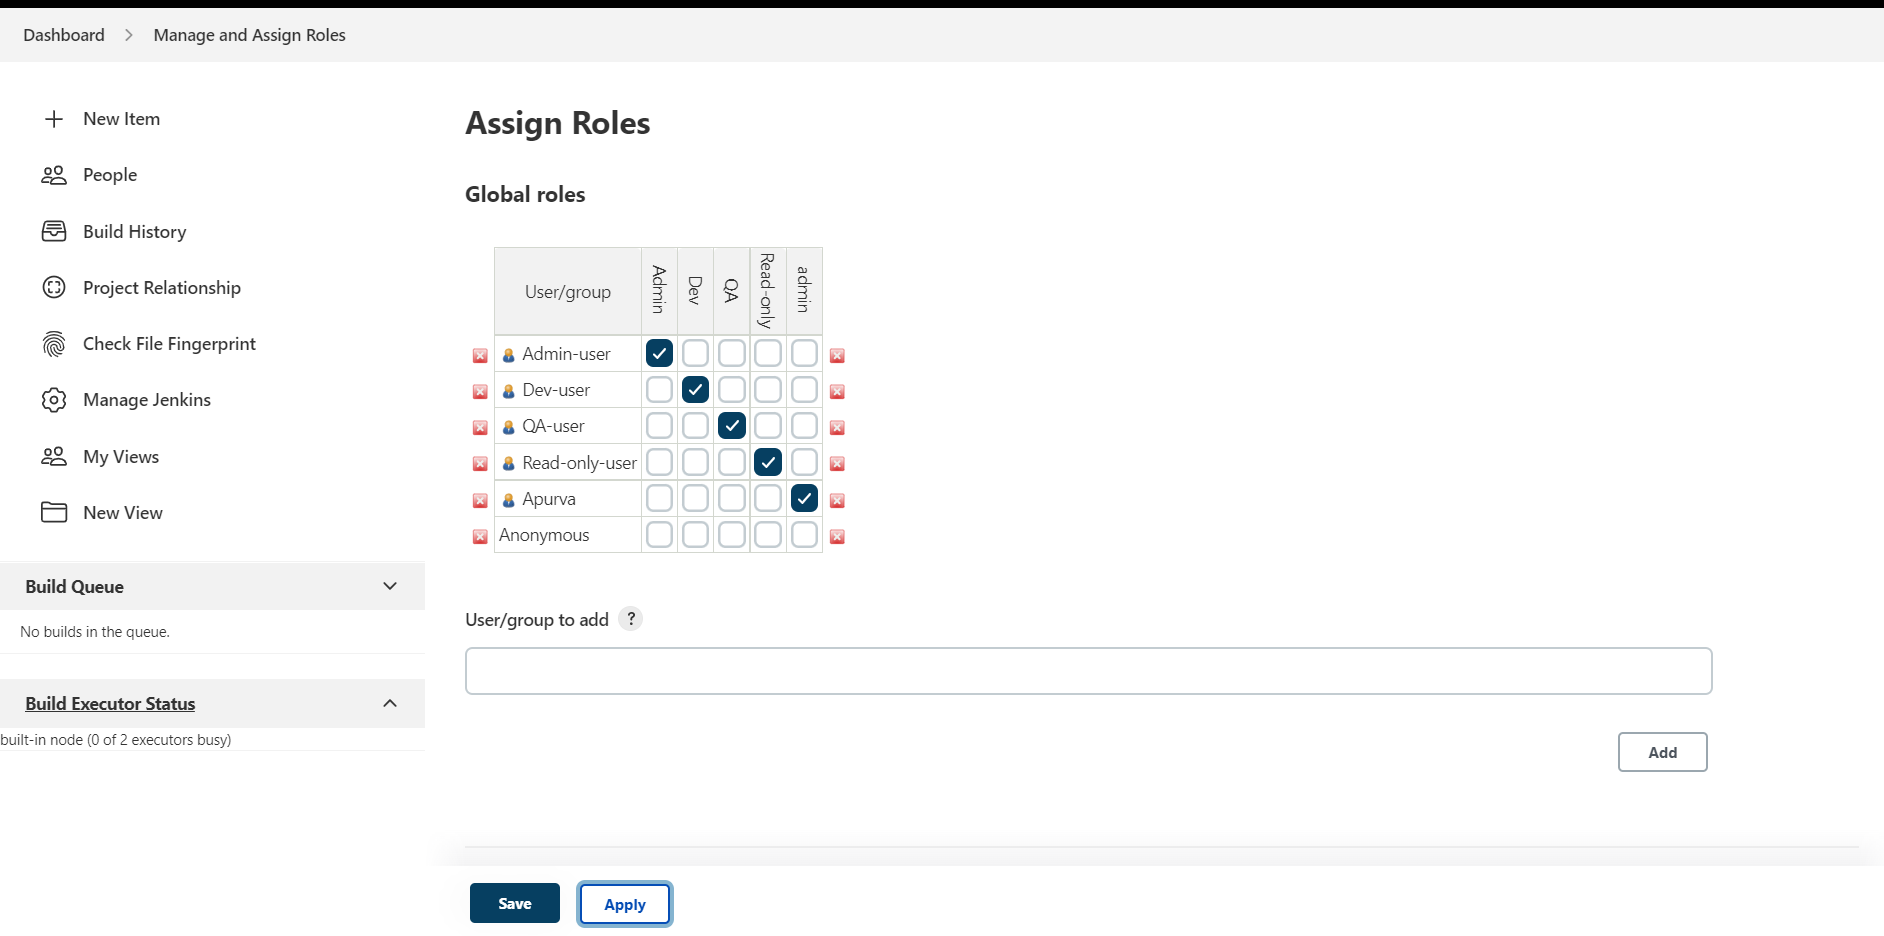 Dashboard > Manage and Assign Roles
New Item
People
Build History
Project Relationship
Check File Fingerprint
Manage Jenkins
My Views
New View
Build Queue
No builds in the queue.
Build Executor Status
built-in node (0 of 2 executors busy)
Assign Roles
Global roles
User/group Admin Dev QA Read-only admin
Admin-user
Dev-user
QA-user
Read-only-user
Apurva
Anonymous
User/group to add ?
Add
Save Apply